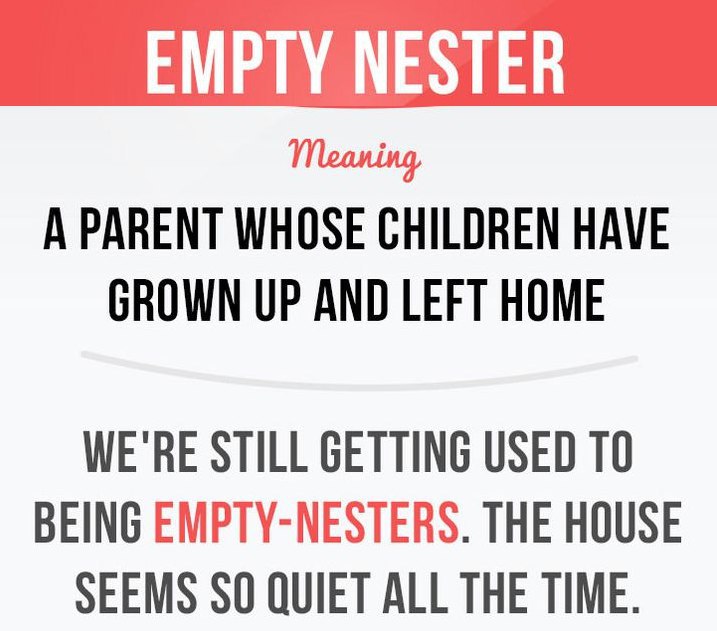 EMPTY NESTER
Meaning
A PARENT WHOSE CHILDREN HAVE
GROWN UP AND LEFT HOME
WE'RE STILL GETTING USED TO
BEING EMPTY-NESTERS. THE HOUSE
SEEMS SO QUIET ALL THE TIME.